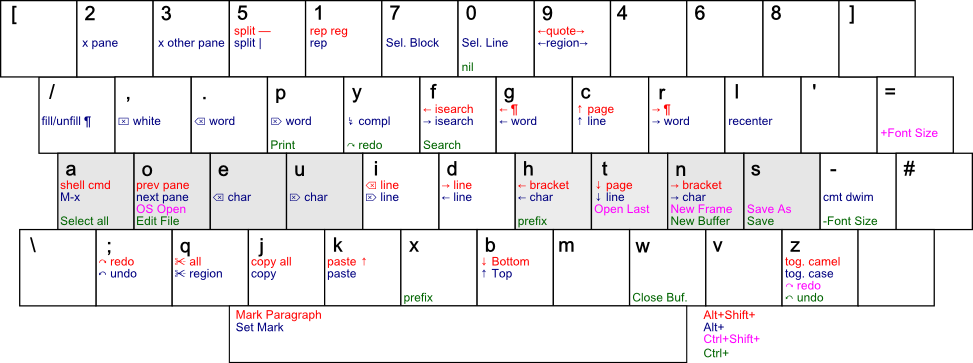 [ 2 3 5 1 7 0 9 4 6 8 ]
split — rep reg ←quote→
x pane x other pane split | rep Sel. Block Sel. Line ←region→
nil
/ , . p y f g c r l ' =
← isearch ← ¶ ↑ page → ¶
fill/unfill ¶ ⌦ white ⌫ word ⌦ word ↯ compl → isearch ← word ↑ line → word recenter
+Font Size
Print ↷ redo Search
a o e u i d h t n s - #
shell cmd prev pane ⌫ line → line ← bracket ↓ page → bracket
M-x next pane ⌫ char ⌦ char ⌦ line ← line ← char ↓ line → char cmt dwim
OS Open Open Last New Frame Save As
Select all Edit File prefix New Buffer Save -Font Size
\ ; q j k x b m w v z
↷ redo ✂ all copy all paste ↑ ↓ Bottom tog. camel
↶ undo ✂ region copy paste ↑ Top tog. case
↷ redo
prefix Close Buf. ↶ undo
Mark Paragraph Alt+Shift+
Set Mark Alt+
Ctrl+Shift+
Ctrl+